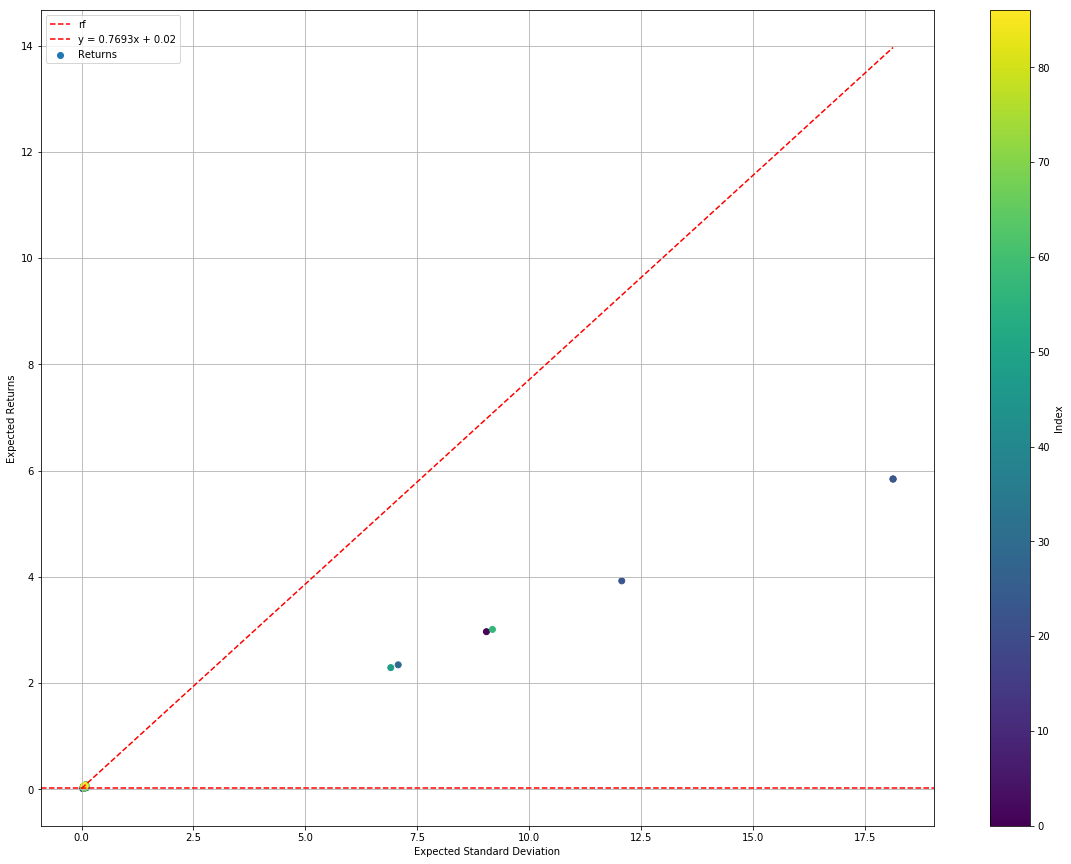 rf
y = 0.7693x + 0.02
Returns
14
12
10
8
6
4
2
0
Expected Returns
0.0 2.5 5.0 7.5 10.0 12.5 15.0 17.5
Expected Standard Deviation
80
70
60
50
40
30
20
10
0
Index